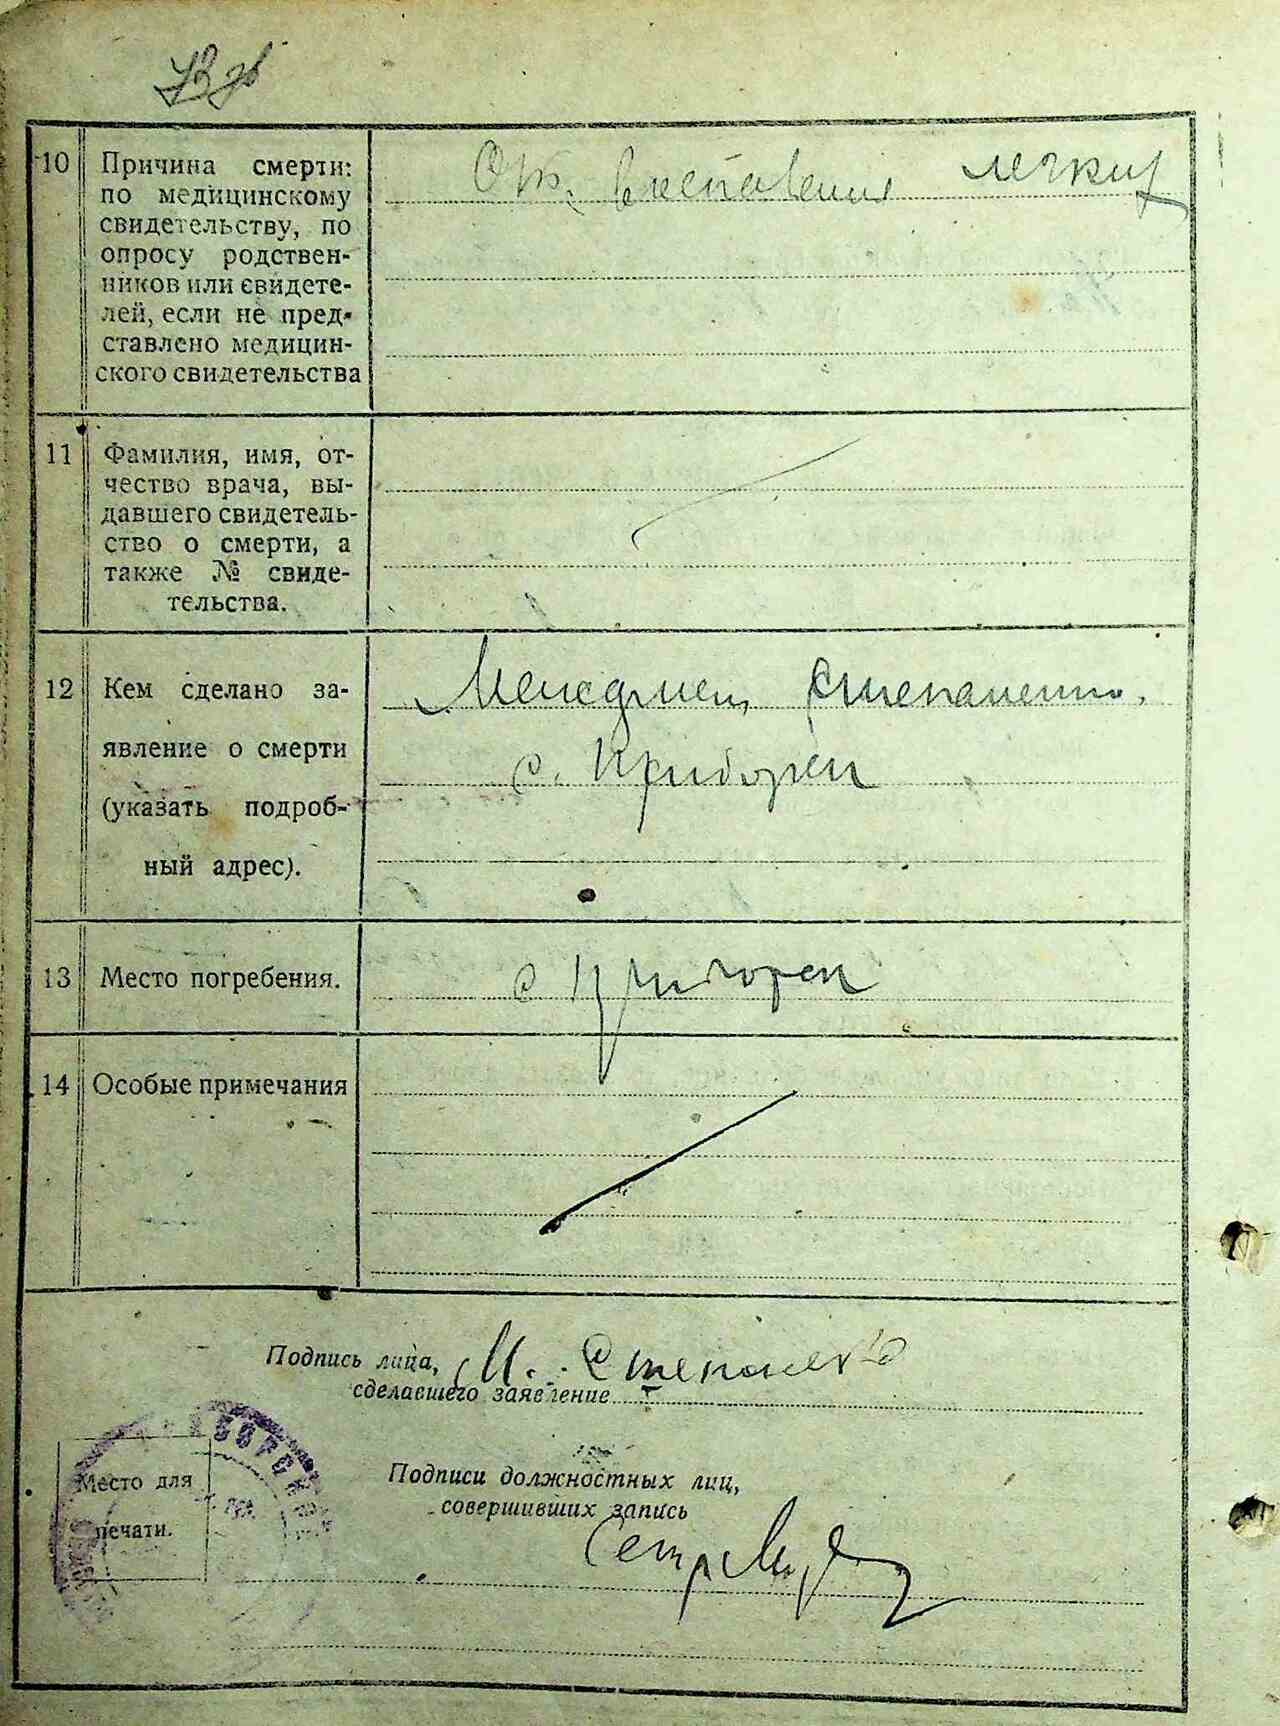 10
Причина смерти:
по медицинскому
свидетельству, по
опросу родствен-
ников или свидете-
лей, если не пред-
ставлено медицин-
ского свидетельства
От легких
11
Фамилия, имя, от-
чество врача, вы-
давшего свидетель-
ство о смерти, а
также № свиде-
тельства.
12
Кем сделано за-
явление о смерти
(указать подроб-
ный адрес).
с.
13
Место погребения.
с
14
Особые примечания
Подпись лица,
сделавшего заявление
М. Степаненко
Место для
печати.
Подписи должностных лиц,
совершивших запись